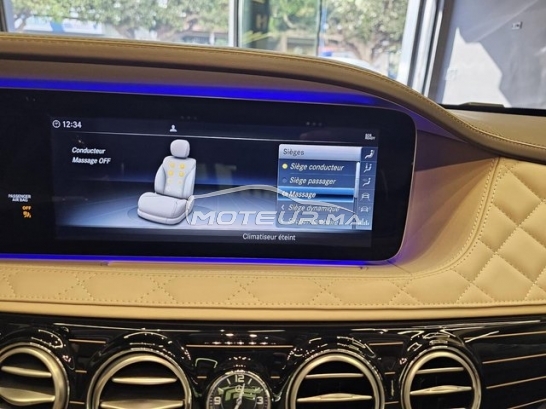 12:34
Conducteur
Massage OFF
Sièges
Siège conducteur
Siège passager
Massage
Siège dynamique
Climatiseur éteint
PASSENGER
AIR BAG
OFF
MOTEUR.MA